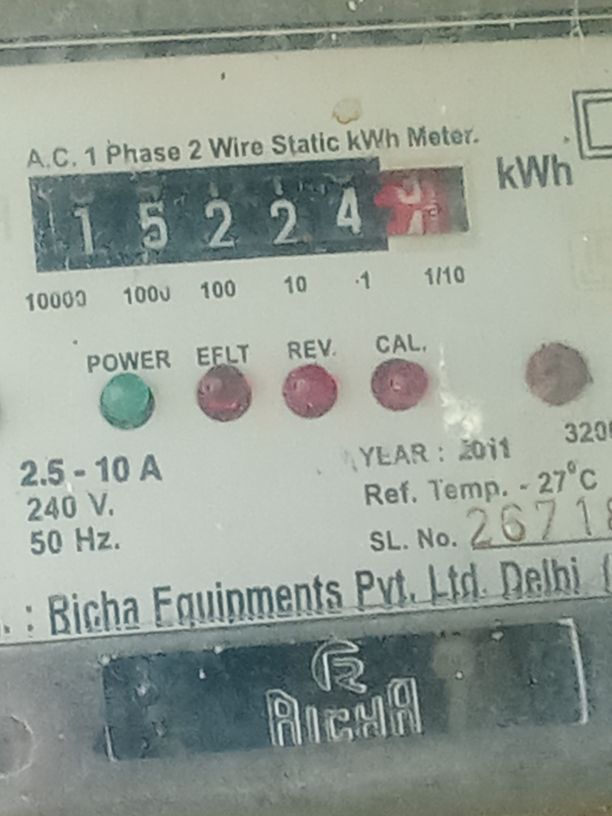 A.C. 1 Phase 2 Wire Static kWh Meter.
1 5 2 2 4
kWh
10000 1000 100 10 1 1/10
POWER EFLT REV. CAL.
2.5 - 10 A
240 V.
50 Hz.
YEAR : 2011
Ref. Temp. - 27°C
SL. No. 26718
: Richa Equipments Pvt. Ltd. Delhi (
RICHA